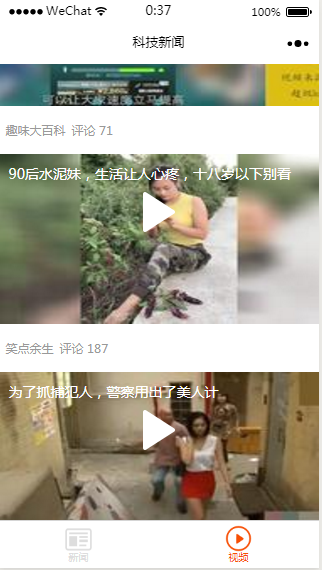 WeChat 0:37 100%
科技新闻
可以让大家速度立马提高
趣味大百科 评论 71
90后水泥妹，生活让人心疼，十八岁以下别看
笑点余生 评论 187
为了抓捕犯人，警察用出了美人计
新闻 视频